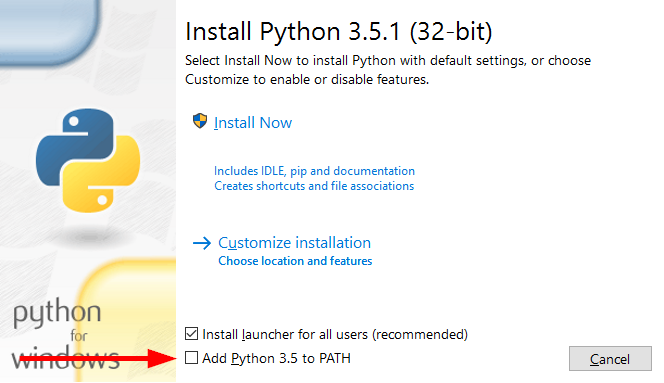 Install Python 3.5.1 (32-bit)
Select Install Now to install Python with default settings, or choose
Customize to enable or disable features.
Install Now
Includes IDLE, pip and documentation
Creates shortcuts and file associations
Customize installation
Choose location and features
python
for
windows
Install launcher for all users (recommended)
Add Python 3.5 to PATH
Cancel